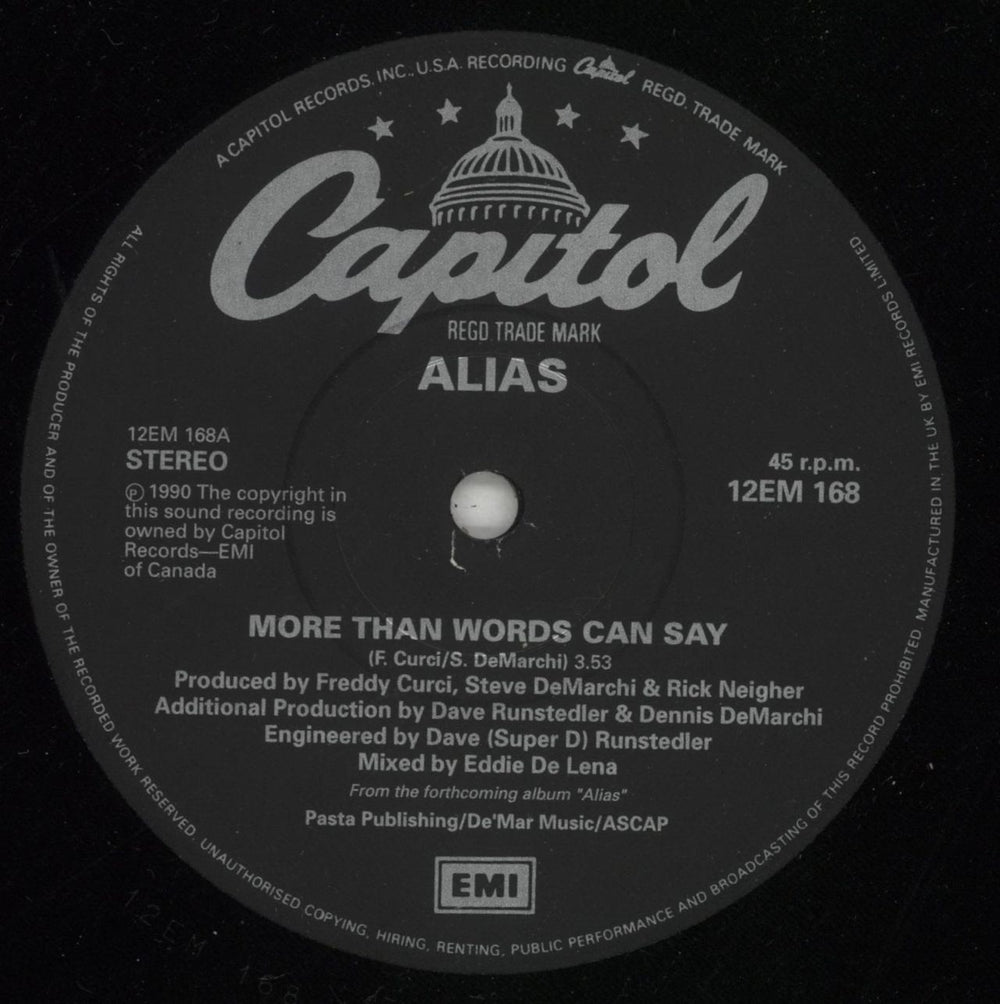 A CAPITOL RECORDS, INC., U.S.A. RECORDING Capitol REGD. TRADE MARK
Capitol
REGD. TRADE MARK
ALIAS
12EM 168A
STEREO
Ⓟ 1990 The copyright in
this sound recording is
owned by Capitol
Records—EMI
of Canada
45 r.p.m.
12EM 168
MORE THAN WORDS CAN SAY
(F. Curci/S. DeMarchi) 3.53
Produced by Freddy Curci, Steve DeMarchi & Rick Neigher
Additional Production by Dave Runstedler & Dennis DeMarchi
Engineered by Dave (Super D) Runstedler
Mixed by Eddie De Lena
From the forthcoming album "Alias"
Pasta Publishing/De'Mar Music/ASCAP
EMI
ALL RIGHTS OF THE PRODUCER AND OF THE OWNER OF THE RECORDED WORK RESERVED. UNAUTHORISED COPYING, HIRING, RENTING, PUBLIC PERFORMANCE AND BROADCASTING OF THIS RECORD PROHIBITED. MANUFACTURED IN THE UK BY EMI RECORDS LIMITED
12EM 168